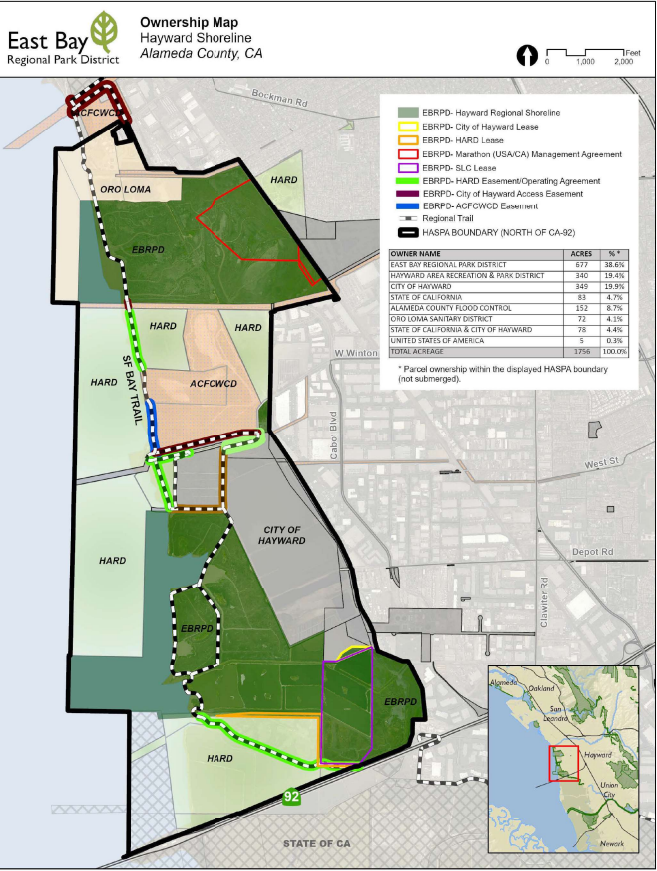 East Bay
Regional Park District
Ownership Map
Hayward Shoreline
Alameda County, CA
Feet
0 1,000 2,000
Bockman Rd
ACFCWCD
ORO LOMA
HARD
EBRPD
HARD
HARD
HARD
SF BAY TRAIL
ACFCWCD
W Winton
Cabo' Blvd
West St
CITY OF
HAYWARD
HARD
Depot Rd
Clawiter Rd
EBRPD
EBRPD
HARD
92
STATE OF CA
EBRPD- Hayward Regional Shoreline
EBRPD- City of Hayward Lease
EBRPD- HARD Lease
EBRPD- Marathon (USA/CA) Management Agreement
EBRPD- SLC Lease
EBRPD- HARD Easement/Operating Agreement
EBRPD- City of Hayward Access Easement
EBRPD- ACFCWCD Easement
Regional Trail
HASPA BOUNDARY (NORTH OF CA-92)
OWNER NAME ACRES % *
EAST BAY REGIONAL PARK DISTRICT 677 38.6%
HAYWARD AREA RECREATION & PARK DISTRICT 340 19.4%
CITY OF HAYWARD 349 19.9%
STATE OF CALIFORNIA 83 4.7%
ALAMEDA COUNTY FLOOD CONTROL 152 8.7%
ORO LOMA SANITARY DISTRICT 72 4.1%
STATE OF CALIFORNIA & CITY OF HAYWARD 78 4.4%
UNITED STATES OF AMERICA 5 0.3%
TOTAL ACREAGE 1756 100.0%
* Parcel ownership within the displayed HASPA boundary
(not submerged).
Alameda
Oakland
San
Leandro
Hayward
Union
City
Newark